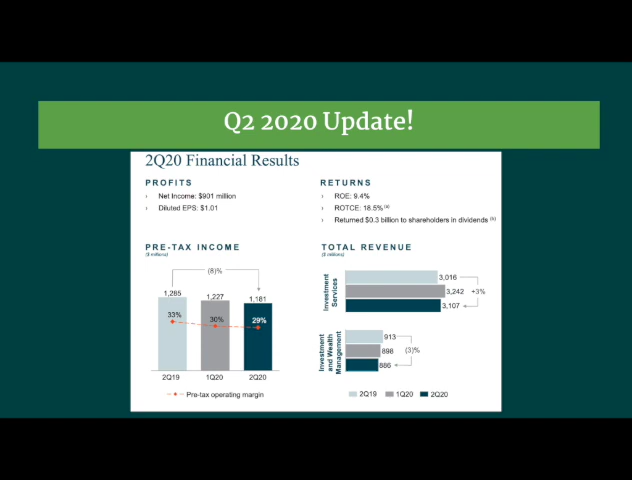 Q2 2020 Update!
2Q20 Financial Results
PROFITS
› Net Income: $901 million
› Diluted EPS: $1.01
RETURNS
› ROE: 9.4%
› ROTCE: 18.5% (a)
› Returned $0.3 billion to shareholders in dividends (b)
PRE-TAX INCOME
($ millions)
(8)%
1,285
1,227
1,181
33%
30%
29%
2Q19
1Q20
2Q20
Pre-tax operating margin
TOTAL REVENUE
($ millions)
Investment
Services
3,016
3,242
+3%
3,107
Investment
and Wealth
Management
913
898
(3)%
886
2Q19
1Q20
2Q20